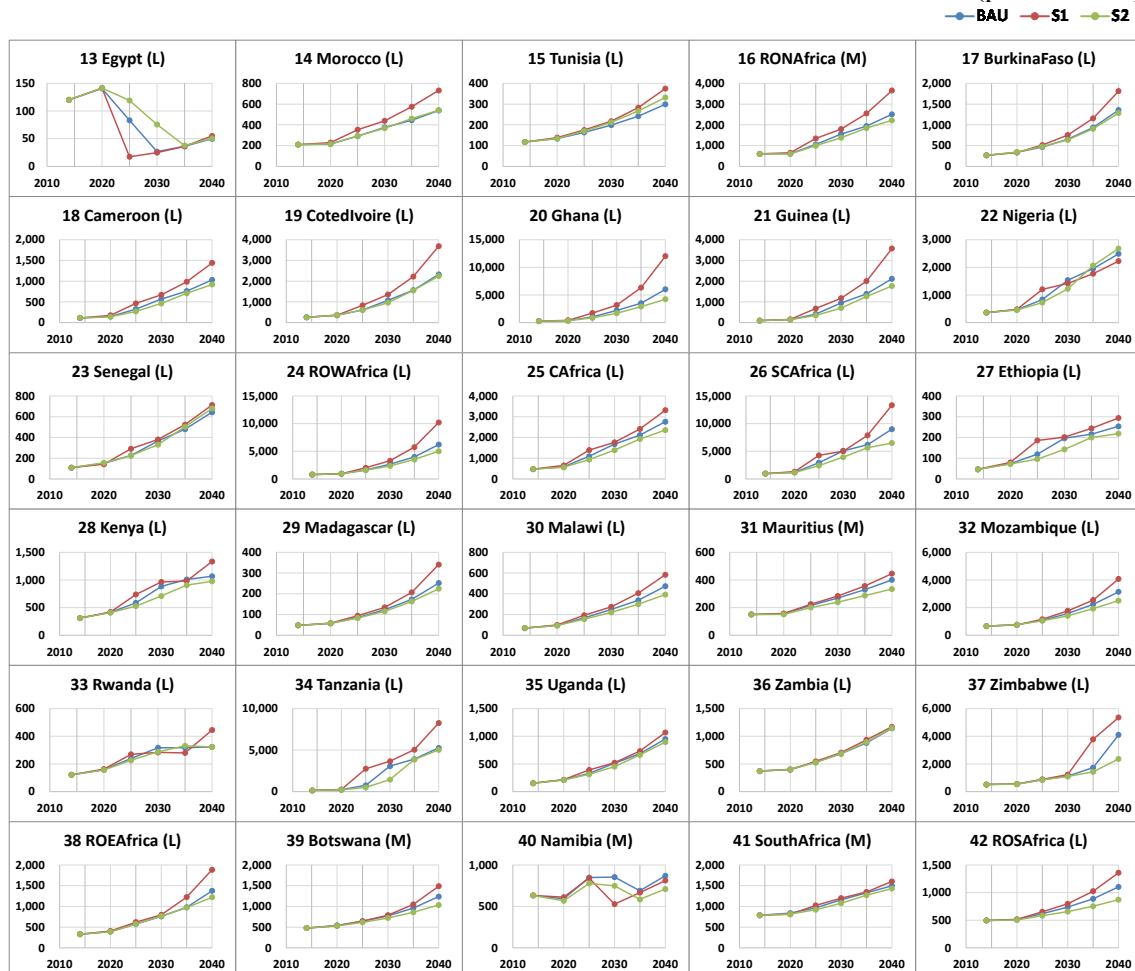 BAU S1 S2
13 Egypt (L) 14 Morocco (L) 15 Tunisia (L) 16 RONAfrica (M) 17 BurkinaFaso (L)
150 800 400 4,000 2,000
100 600 300 3,000 1,500
50 400 200 2,000 1,000
0 200 100 1,000 500
0 0 0 0
2010 2020 2030 2040 2010 2020 2030 2040 2010 2020 2030 2040 2010 2020 2030 2040 2010 2020 2030 2040
18 Cameroon (L) 19 CotedIvoire (L) 20 Ghana (L) 21 Guinea (L) 22 Nigeria (L)
2,000 4,000 15,000 4,000 3,000
1,500 3,000 10,000 3,000 2,000
1,000 2,000 5,000 2,000 1,000
500 1,000 0 1,000 0
0 0 0
2010 2020 2030 2040 2010 2020 2030 2040 2010 2020 2030 2040 2010 2020 2030 2040 2010 2020 2030 2040
23 Senegal (L) 24 ROWAfrica (L) 25 CAfrica (L) 26 SCAfrica (L) 27 Ethiopia (L)
800 15,000 4,000 15,000 400
600 10,000 3,000 10,000 300
400 5,000 2,000 5,000 200
200 0 1,000 0 100
0 0 0
2010 2020 2030 2040 2010 2020 2030 2040 2010 2020 2030 2040 2010 2020 2030 2040 2010 2020 2030 2040
28 Kenya (L) 29 Madagascar (L) 30 Malawi (L) 31 Mauritius (M) 32 Mozambique (L)
1,500 400 800 600 6,000
1,000 300 600 400 4,000
500 200 400 200 2,000
0 100 200 0 0
0 0
2010 2020 2030 2040 2010 2020 2030 2040 2010 2020 2030 2040 2010 2020 2030 2040 2010 2020 2030 2040
33 Rwanda (L) 34 Tanzania (L) 35 Uganda (L) 36 Zambia (L) 37 Zimbabwe (L)
600 10,000 1,500 1,500 6,000
400 5,000 1,000 1,000 4,000
200 0 500 500 2,000
0 0 0 0
2010 2020 2030 2040 2010 2020 2030 2040 2010 2020 2030 2040 2010 2020 2030 2040 2010 2020 2030 2040
38 ROEAfrica (L) 39 Botswana (M) 40 Namibia (M) 41 SouthAfrica (M) 42 ROSAfrica (L)
2,000 2,000 1,000 2,000 1,500
1,500 1,500 500 1,500 1,000
1,000 1,000 0 1,000 500
500 500 500 0
0 0 0
2010 2020 2030 2040 2010 2020 2030 2040 2010 2020 2030 2040 2010 2020 2030 2040 2010 2020 2030 2040